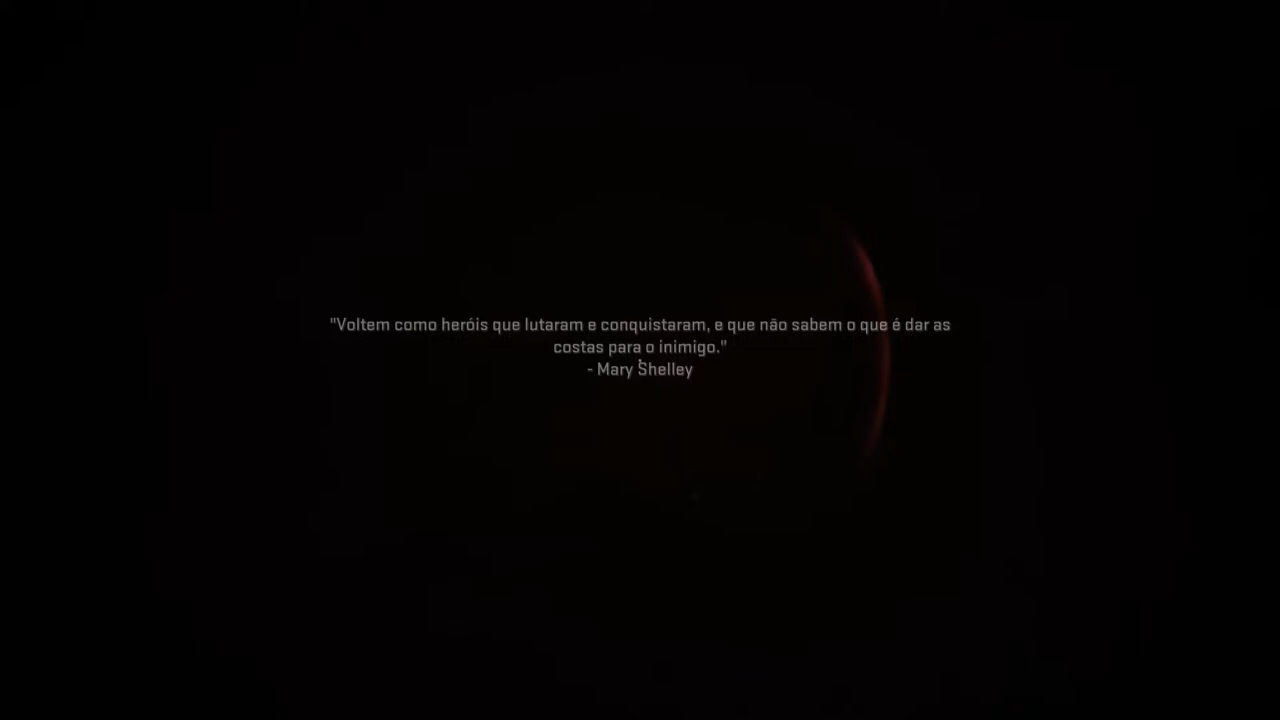 "Voltem como heróis que lutaram e conquistaram, e que não sabem o que é dar as
costas para o inimigo."
- Mary Shelley